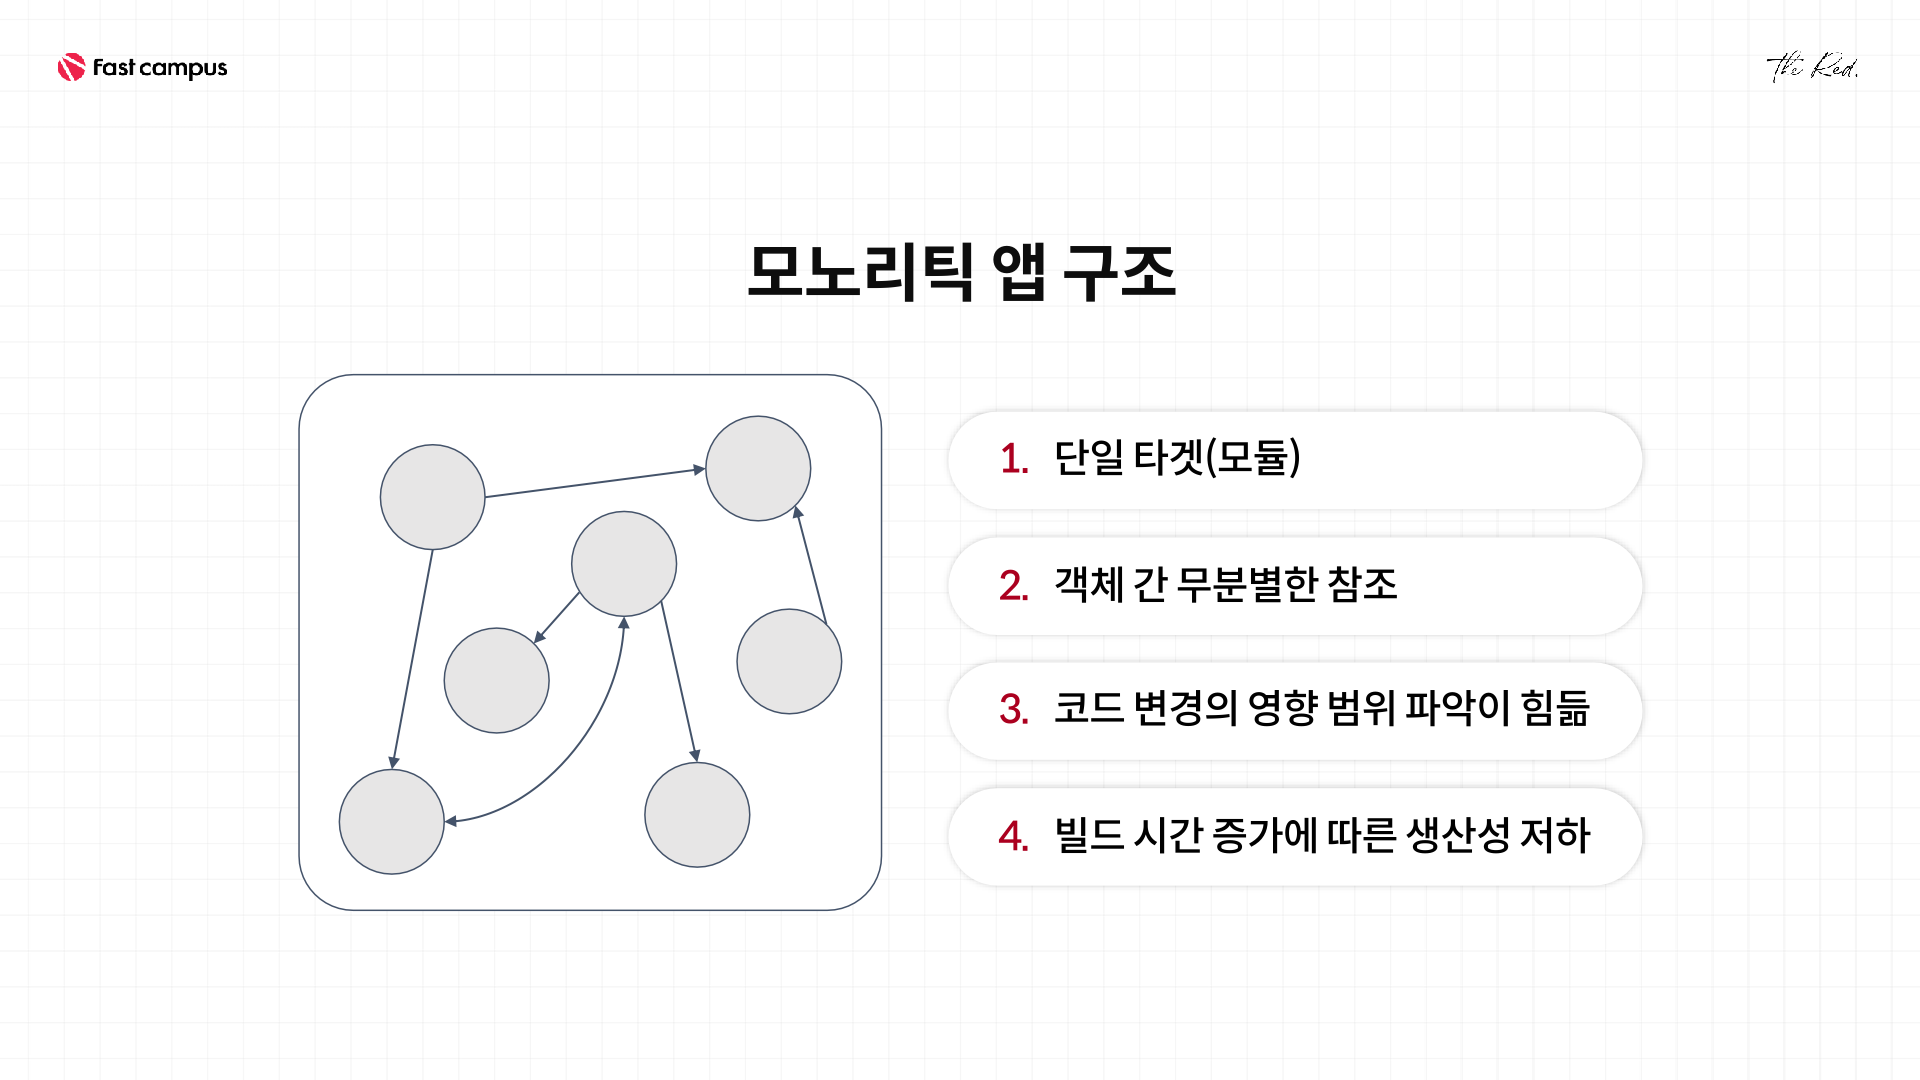 Fast campus
The Red.
모노리틱 앱 구조
1. 단일 타겟(모듈)
2. 객체 간 무분별한 참조
3. 코드 변경의 영향 범위 파악이 힘듦
4. 빌드 시간 증가에 따른 생산성 저하